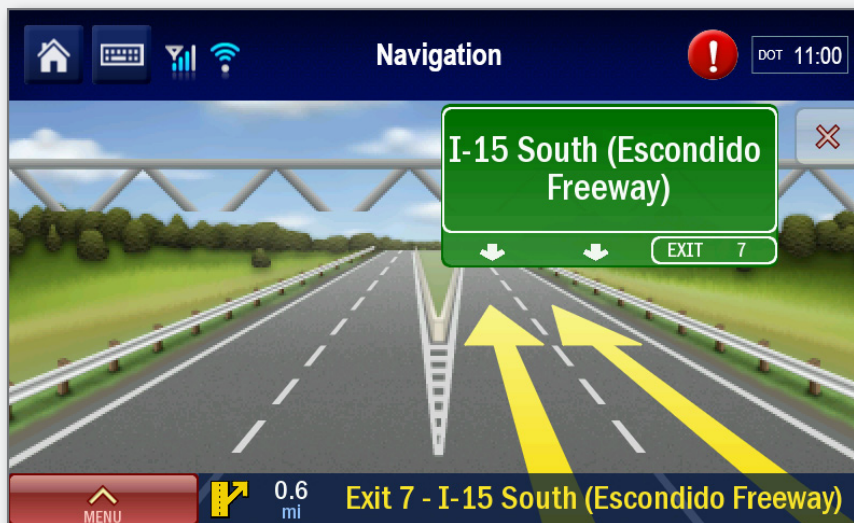 Navigation
DOT 11:00
I-15 South (Escondido
Freeway)
EXIT 7
MENU
0.6
mi
Exit 7 - I-15 South (Escondido Freeway)